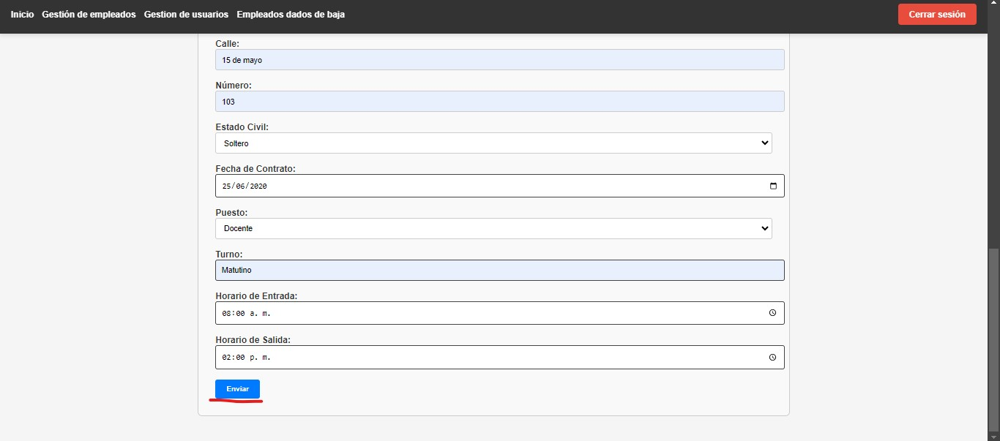 Inicio Gestión de empleados Gestion de usuarios Empleados dados de baja Cerrar sesión
Calle:
15 de mayo
Número:
103
Estado Civil:
Soltero
Fecha de Contrato:
25/06/2020
Puesto:
Docente
Turno:
Matutino
Horario de Entrada:
08:00 a. m.
Horario de Salida:
02:00 p. m.
Enviar